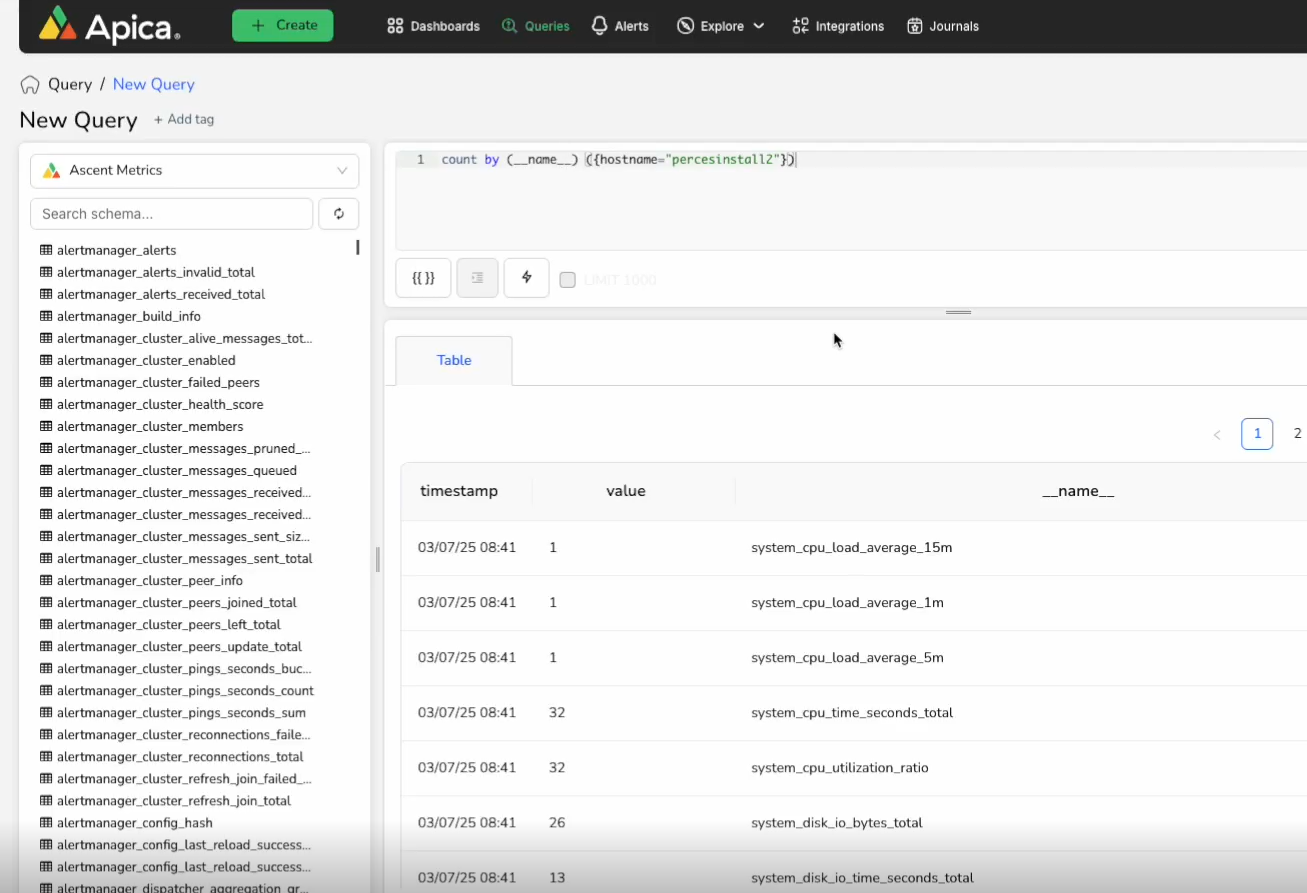 Apica
+ Create
Dashboards
Queries
Alerts
Explore
Integrations
Journals
Query / New Query
New Query
+ Add tag
Ascent Metrics
Search schema...
alertmanager_alerts
alertmanager_alerts_invalid_total
alertmanager_alerts_received_total
alertmanager_build_info
alertmanager_cluster_alive_messages_tot...
alertmanager_cluster_enabled
alertmanager_cluster_failed_peers
alertmanager_cluster_health_score
alertmanager_cluster_members
alertmanager_cluster_messages_pruned_...
alertmanager_cluster_messages_queued
alertmanager_cluster_messages_received...
alertmanager_cluster_messages_received...
alertmanager_cluster_messages_sent_siz...
alertmanager_cluster_messages_sent_total
alertmanager_cluster_peer_info
alertmanager_cluster_peers_joined_total
alertmanager_cluster_peers_left_total
alertmanager_cluster_peers_update_total
alertmanager_cluster_pings_seconds_buc...
alertmanager_cluster_pings_seconds_count
alertmanager_cluster_pings_seconds_sum
alertmanager_cluster_reconnections_faile...
alertmanager_cluster_reconnections_total
alertmanager_cluster_refresh_join_failed_...
alertmanager_cluster_refresh_join_total
alertmanager_config_hash
alertmanager_config_last_reload_success...
alertmanager_config_last_reload_success...
alertmanager_dispatcher_aggregation_gr...
1 count by (__name__) ({hostname="percesinstall2"})
{{ }}
LIMIT 1000
Table
< 1 2
timestamp value __name__
03/07/25 08:41 1 system_cpu_load_average_15m
03/07/25 08:41 1 system_cpu_load_average_1m
03/07/25 08:41 1 system_cpu_load_average_5m
03/07/25 08:41 32 system_cpu_time_seconds_total
03/07/25 08:41 32 system_cpu_utilization_ratio
03/07/25 08:41 26 system_disk_io_bytes_total
03/07/25 08:41 13 system_disk_io_time_seconds_total